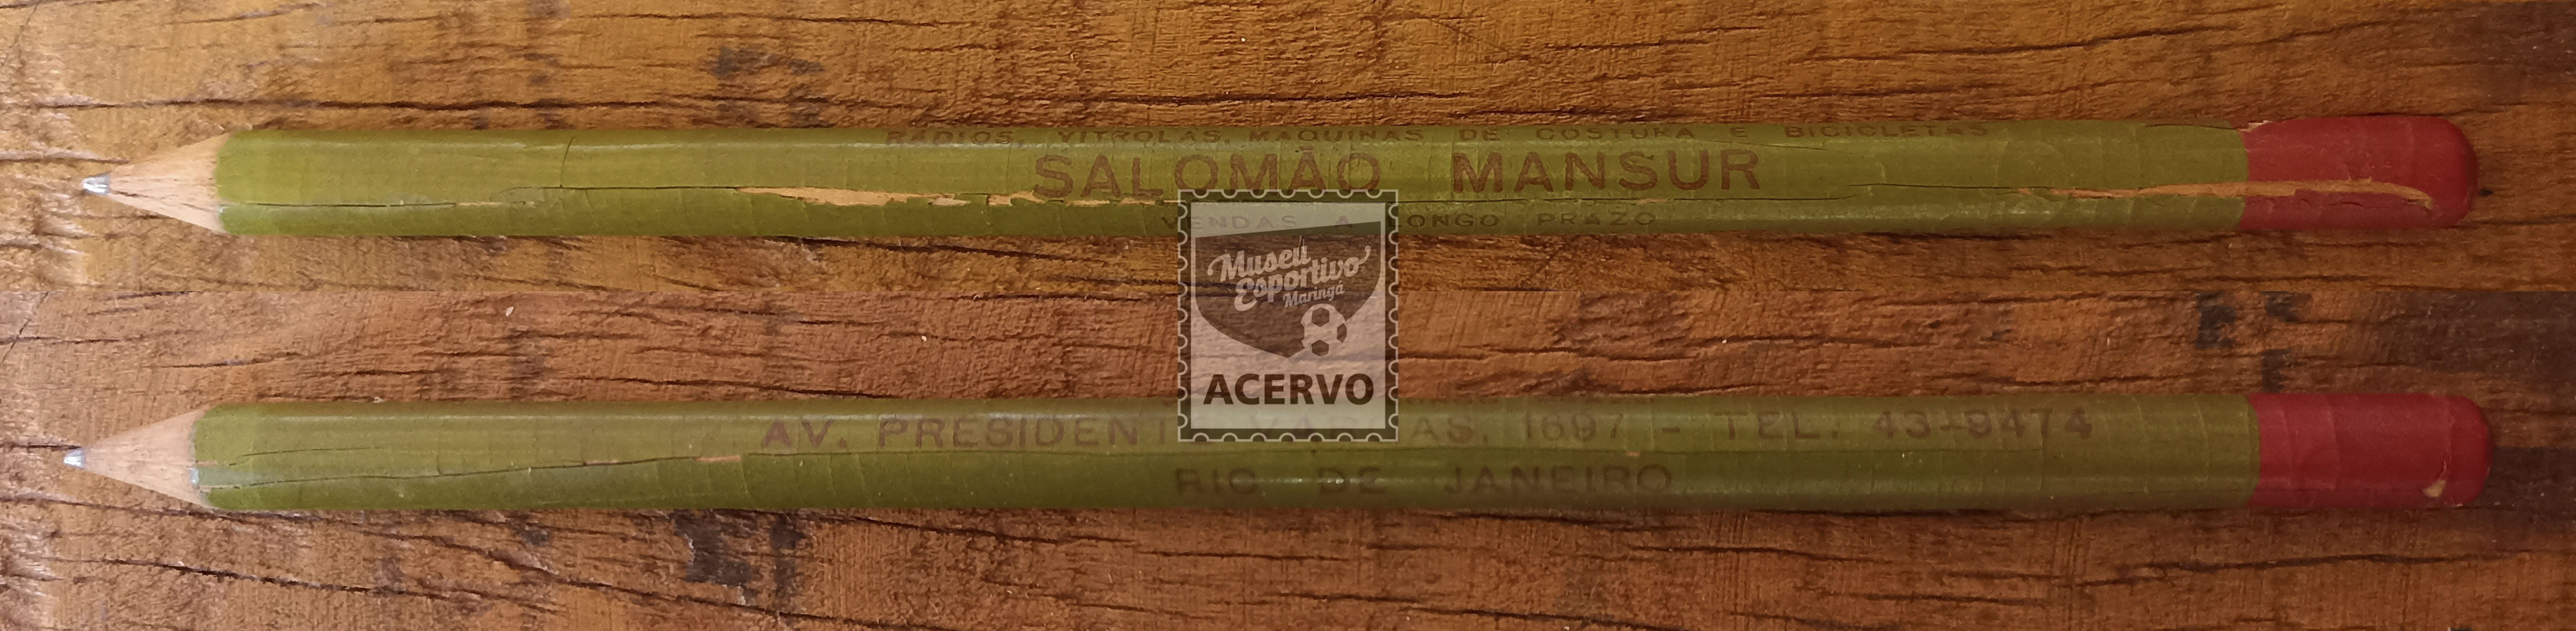 RADIOS, VITROLAS, MAQUINAS DE COSTURA E BICICLETAS
SALOMÃO MANSUR
VENDAS A LONGO PRAZO
Museu
Esportivo
Maringá
ACERVO
AV. PRESIDENTE VARGAS, 1697 - TEL. 43-9474
RIO DE JANEIRO